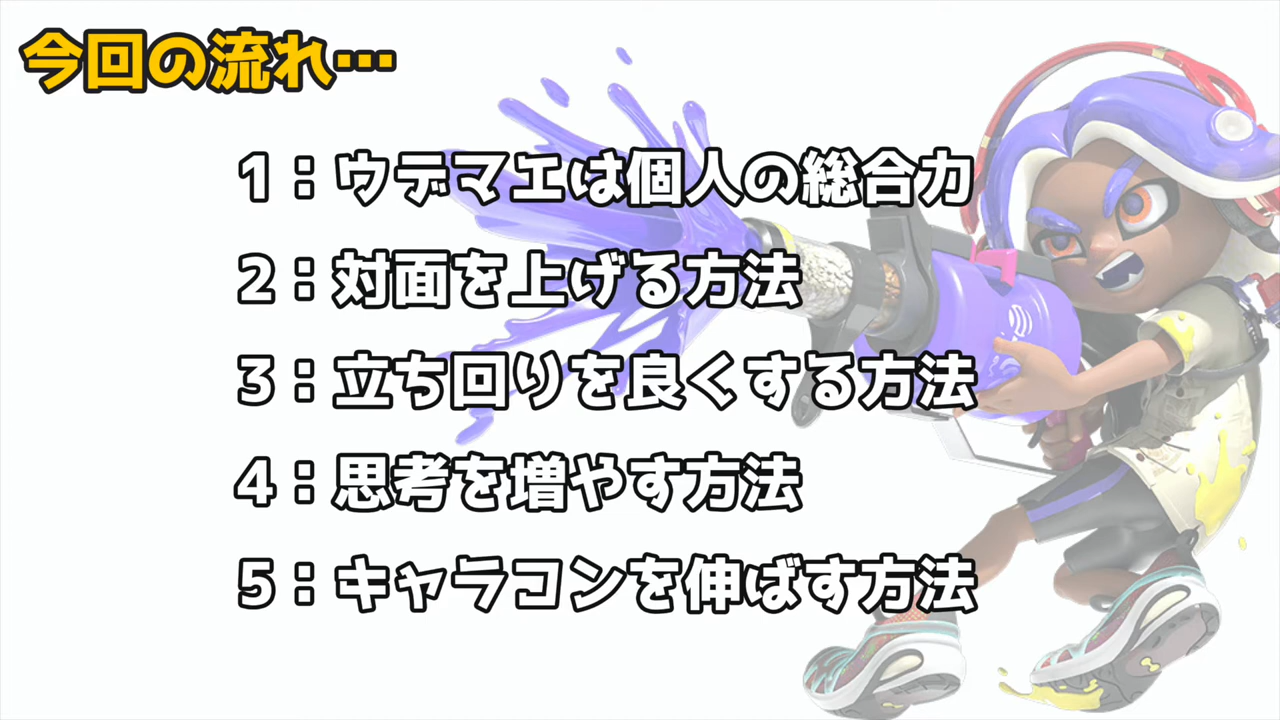 今回の流れ…
1：ウデマエは個人の総合力
2：対面を上げる方法
3：立ち回りを良くする方法
4：思考を増やす方法
5：キャラコンを伸ばす方法